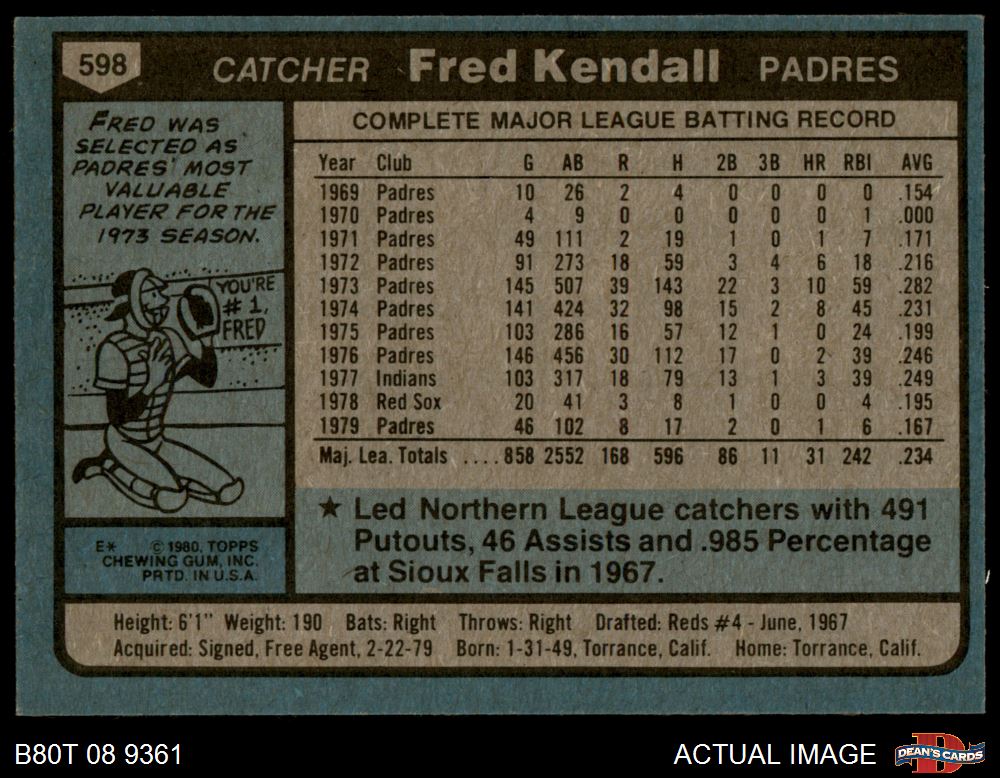 598 CATCHER Fred Kendall PADRES
FRED WAS
SELECTED AS
PADRES' MOST
VALUABLE
PLAYER FOR THE
1973 SEASON.
YOU'RE
#1,
FRED
E* © 1980, TOPPS
CHEWING GUM, INC.
PRTD. IN U.S.A.
COMPLETE MAJOR LEAGUE BATTING RECORD
Year Club G AB R H 2B 3B HR RBI AVG
1969 Padres 10 26 2 4 0 0 0 0 .154
1970 Padres 4 9 0 0 0 0 0 1 .000
1971 Padres 49 111 2 19 1 0 1 7 .171
1972 Padres 91 273 18 59 3 4 6 18 .216
1973 Padres 145 507 39 143 22 3 10 59 .282
1974 Padres 141 424 32 98 15 2 8 45 .231
1975 Padres 103 286 16 57 12 1 0 24 .199
1976 Padres 146 456 30 112 17 0 2 39 .246
1977 Indians 103 317 18 79 13 1 3 39 .249
1978 Red Sox 20 41 3 8 1 0 0 4 .195
1979 Padres 46 102 8 17 2 0 1 6 .167
Maj. Lea. Totals ....858 2552 168 596 86 11 31 242 .234
★ Led Northern League catchers with 491
Putouts, 46 Assists and .985 Percentage
at Sioux Falls in 1967.
Height: 6'1" Weight: 190 Bats: Right Throws: Right Drafted: Reds #4 - June, 1967
Acquired: Signed, Free Agent, 2-22-79 Born: 1-31-49, Torrance, Calif. Home: Torrance, Calif.
B80T 08 9361 ACTUAL IMAGE DEAN'S CARDS